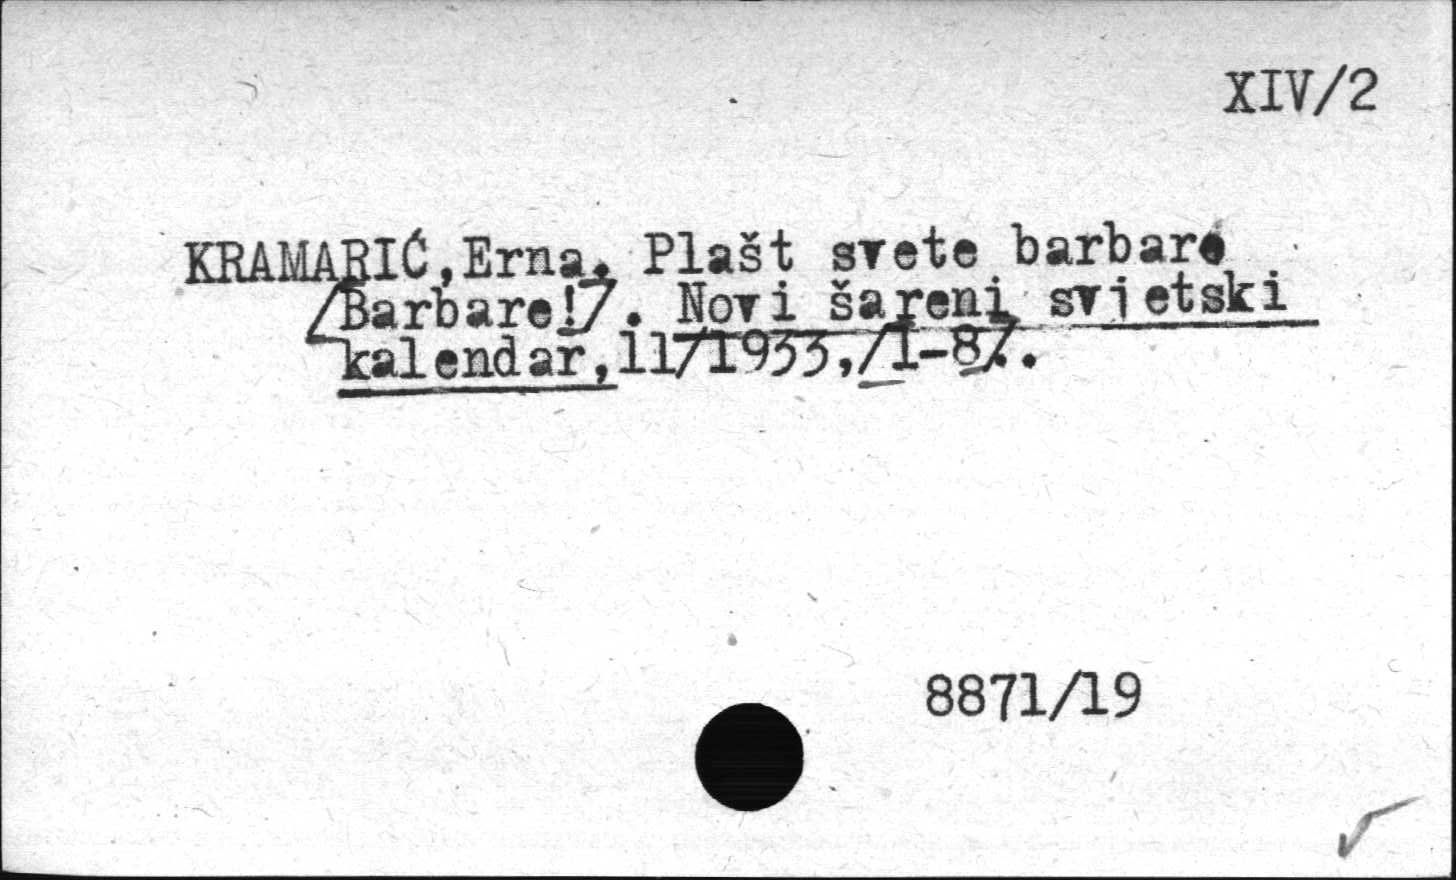 XIV/2
KRAMARIĆ,Erna. Plašt svete barbare
/Barbare!/. Novi šareni svjetski
kalendar,11/1933,/1-8/.
8871/19